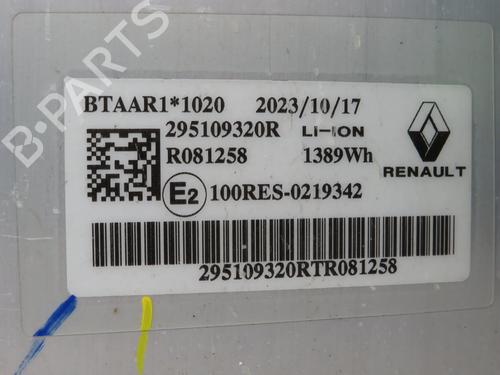 B-PARTS
BTAAR1*1020 2023/10/17
295109320R LI-ION
R081258 1389Wh
RENAULT
E2 100RES-0219342
295109320RTR081258